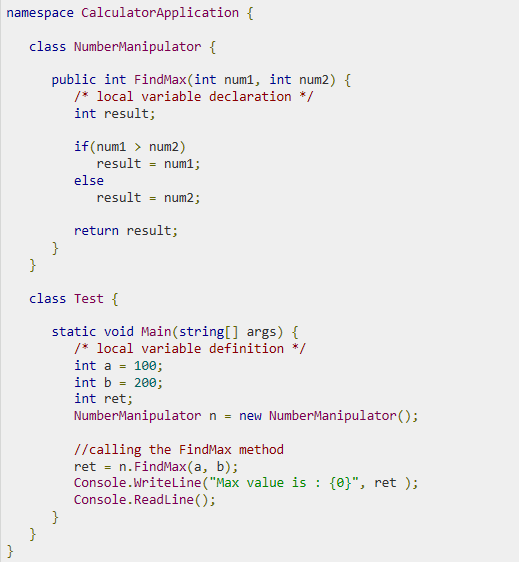 namespace CalculatorApplication {
class NumberManipulator {
public int FindMax(int num1, int num2) {
/* local variable declaration */
int result;
if(num1 > num2)
result = num1;
else
result = num2;
return result;
}
}
class Test {
static void Main(string[] args) {
/* local variable definition */
int a = 100;
int b = 200;
int ret;
NumberManipulator n = new NumberManipulator();
//calling the FindMax method
ret = n.FindMax(a, b);
Console.WriteLine("Max value is : {0}", ret );
Console.ReadLine();
}
}
}